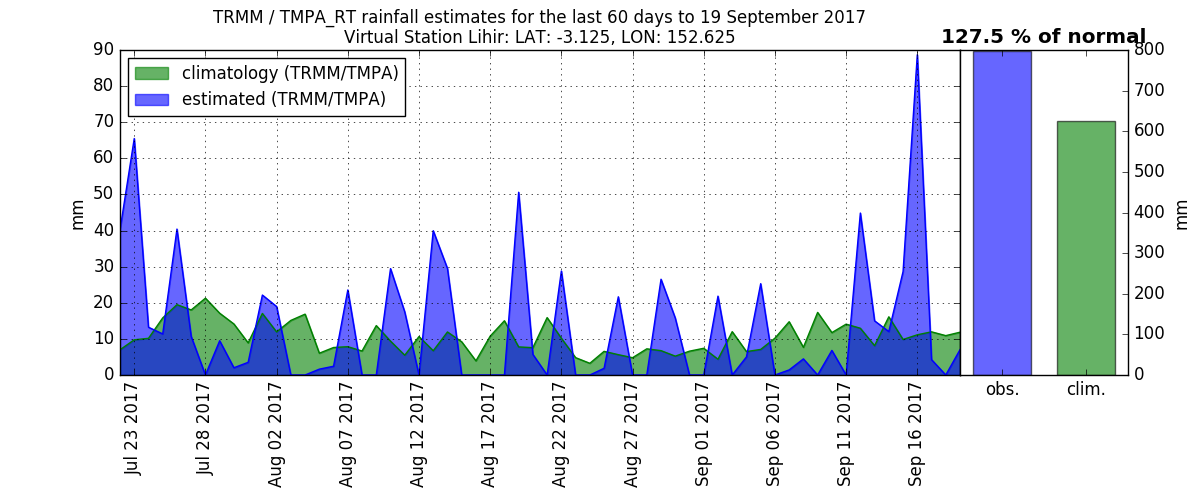 TRMM / TMPA_RT rainfall estimates for the last 60 days to 19 September 2017
Virtual Station Lihir: LAT: -3.125, LON: 152.625
127.5 % of normal
climatology (TRMM/TMPA)
estimated (TRMM/TMPA)
mm
90
80
70
60
50
40
30
20
10
0
Jul 23 2017
Jul 28 2017
Aug 02 2017
Aug 07 2017
Aug 12 2017
Aug 17 2017
Aug 22 2017
Aug 27 2017
Sep 01 2017
Sep 06 2017
Sep 11 2017
Sep 16 2017
obs.
clim.
800
700
600
500
400
300
200
100
0
mm